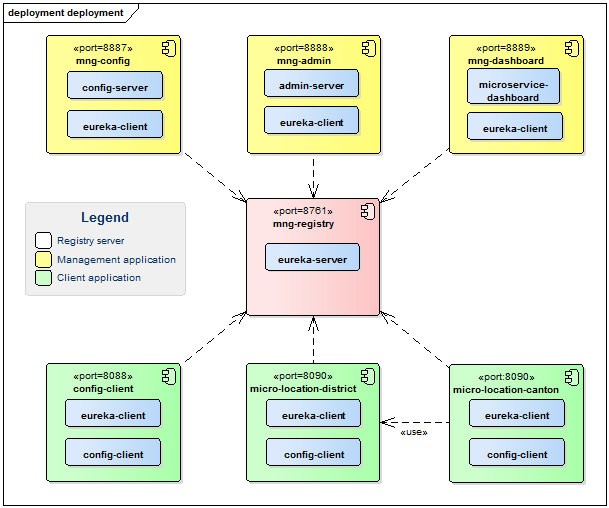 deployment deployment
«port=8887»
mng-config
config-server
eureka-client
«port=8888»
mng-admin
admin-server
eureka-client
«port=8889»
mng-dashboard
microservice-
dashboard
eureka-client
«port=8761»
mng-registry
eureka-server
Legend
Registry server
Management application
Client application
«port=8088»
config-client
eureka-client
config-client
«port=8090»
micro-location-district
eureka-client
config-client
«use»
«port:8090»
micro-location-canton
eureka-client
config-client